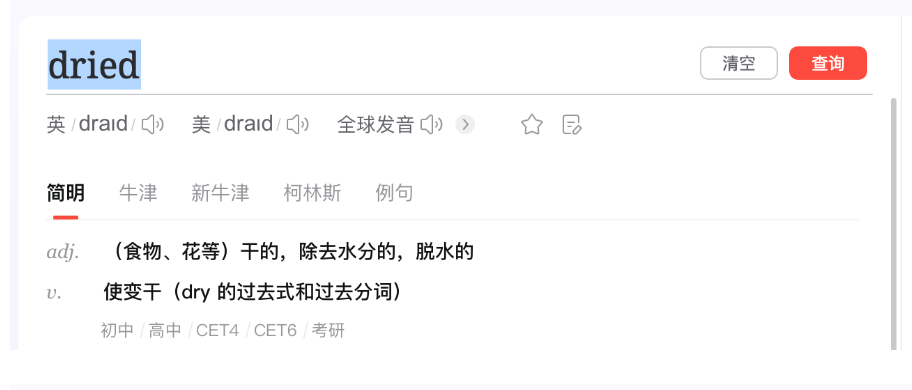 dried 清空 查询
英 /draɪd/ 美 /draɪd/ 全球发音
简明 牛津 新牛津 柯林斯 例句
adj. （食物、花等）干的，除去水分的，脱水的
v. 使变干（dry 的过去式和过去分词）
初中 / 高中 / CET4 / CET6 / 考研